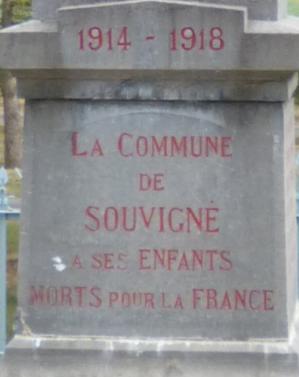 1914 - 1918
LA COMMUNE
DE
SOUVIGNÉ
A SES ENFANTS
MORTS POUR LA FRANCE